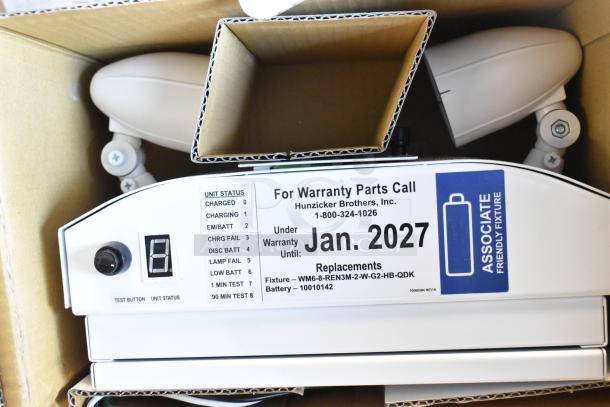 UNIT STATUS
CHARGED 0
CHARGING 1
EM/BATT 2
CHRG FAIL 3
DISC BATT 4
LAMP FAIL 5
LOW BATT 6
1 MIN TEST 7
90 MIN TEST 8
TEST BUTTON UNIT STATUS
For Warranty Parts Call
Hunzicker Brothers, Inc.
1-800-324-1026
Under
Warranty
Until:
Jan. 2027
Replacements
Fixture – WM6-8-REN3M-2-W-G2-HB-QDK
Battery – 10010142
ASSOCIATE
FRIENDLY FIXTURE